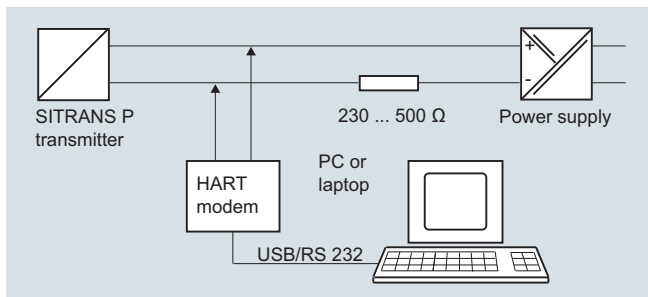 +
-
SITRANS P
transmitter
230 ... 500 Ω
Power supply
PC or
laptop
HART
modem
USB/RS 232